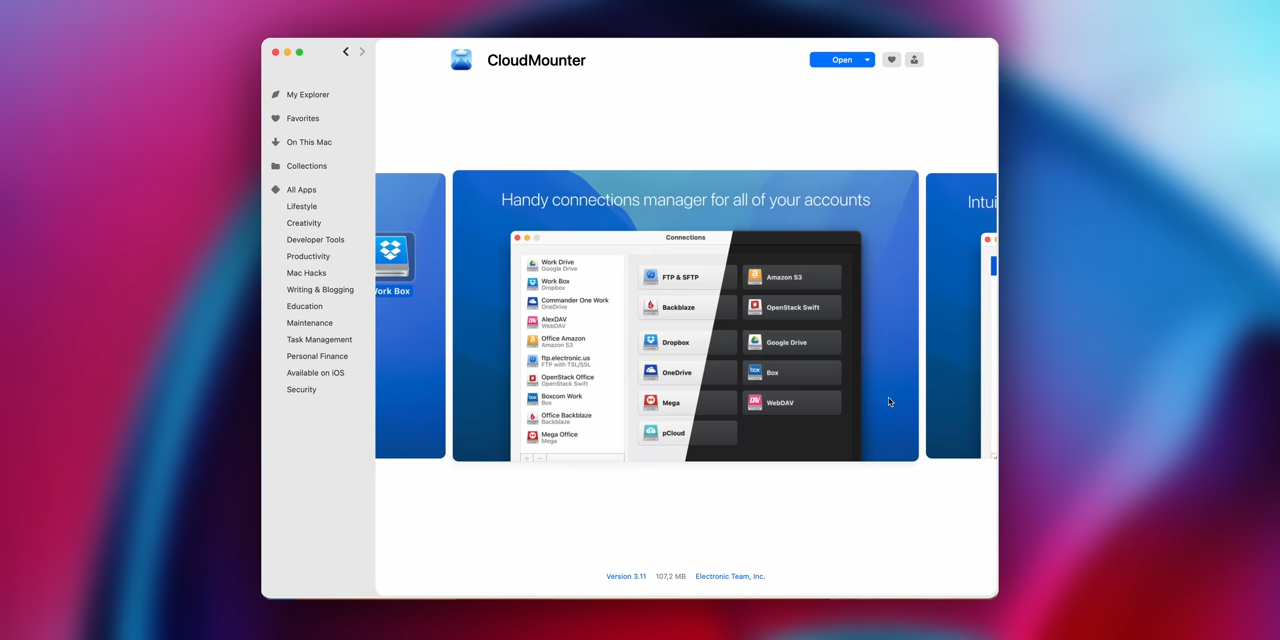 CloudMounter
Open
My Explorer
Favorites
On This Mac
Collections
All Apps
Lifestyle
Creativity
Developer Tools
Productivity
Mac Hacks
Writing & Blogging
Education
Maintenance
Task Management
Personal Finance
Available on iOS
Security
ork Box
Handy connections manager for all of your accounts
Connections
Work Drive
Google Drive
Work Box
Dropbox
Commander One Work
OneDrive
AlexDAV
WebDAV
Office Amazon
Amazon S3
ftp.electronic.us
FTP with TSL/SSL
OpenStack Office
OpenStack Swift
Boxcom Work
Box
Office Backblaze
Backblaze
Mega Office
Mega
FTP & SFTP
Amazon S3
Backblaze
OpenStack Swift
Dropbox
Google Drive
OneDrive
Box
Mega
WebDAV
pCloud
Intui
Version 3.11 107,2 MB Electronic Team, Inc.